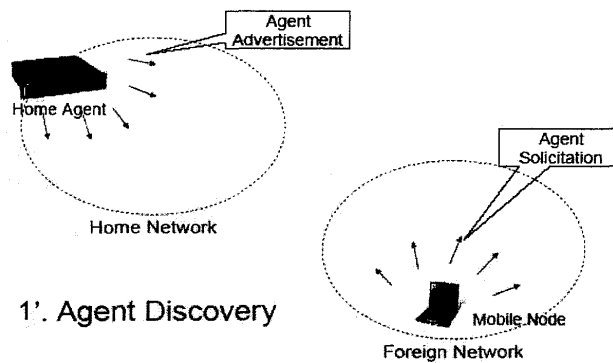 Agent
Advertisement
Home Agent
Agent
Solicitation
Home Network
1'. Agent Discovery
Mobile Node
Foreign Network